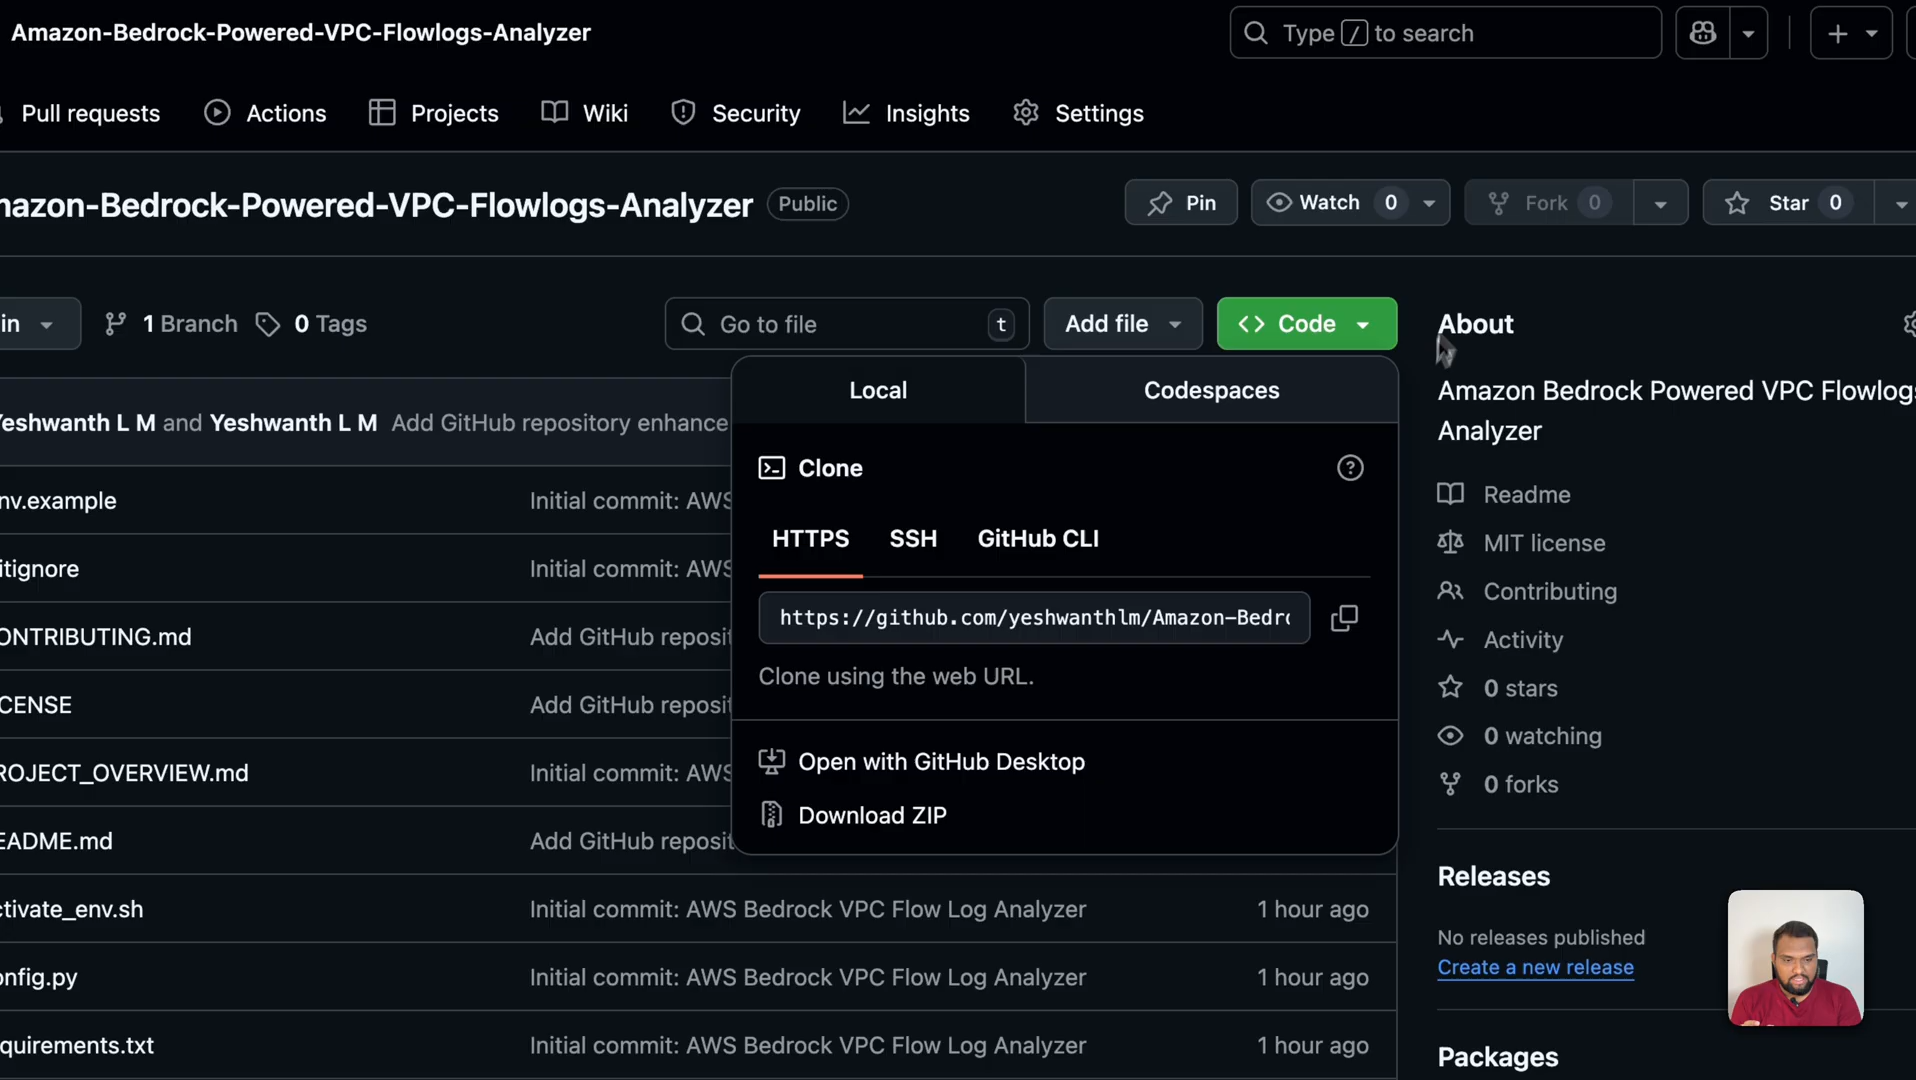 Amazon-Bedrock-Powered-VPC-Flowlogs-Analyzer
Type / to search
Pull requests
Actions
Projects
Wiki
Security
Insights
Settings
mazon-Bedrock-Powered-VPC-Flowlogs-Analyzer
Public
Pin
Watch 0
Fork 0
Star 0
in
1 Branch
0 Tags
Go to file
t
Add file
<> Code
Local
Codespaces
Clone
HTTPS
SSH
GitHub CLI
https://github.com/yeshwanthlm/Amazon-Bedro
Clone using the web URL.
Open with GitHub Desktop
Download ZIP
Yeshwanth L M and Yeshwanth L M Add GitHub repository enhance
nv.example Initial commit: AWS
itignore Initial commit: AWS
ONTRIBUTING.md Add GitHub reposit
CENSE Add GitHub reposit
ROJECT_OVERVIEW.md Initial commit: AWS
EADME.md Add GitHub reposit
ctivate_env.sh Initial commit: AWS Bedrock VPC Flow Log Analyzer 1 hour ago
onfig.py Initial commit: AWS Bedrock VPC Flow Log Analyzer 1 hour ago
quirements.txt Initial commit: AWS Bedrock VPC Flow Log Analyzer 1 hour ago
About
Amazon Bedrock Powered VPC Flowlogs
Analyzer
Readme
MIT license
Contributing
Activity
0 stars
0 watching
0 forks
Releases
No releases published
Create a new release
Packages